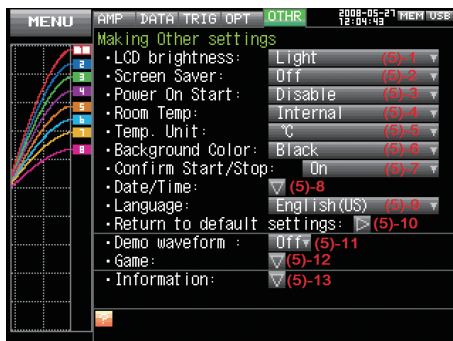 MENU AMP DATA TRIG OPT OTHR 2008-05-27 12:04:43 MEM USB
Making Other settings
・LCD brightness: Light (5)-1
・Screen Saver: Off (5)-2
・Power On Start: Disable (5)-3
・Room Temp: Internal (5)-4
・Temp. Unit: ℃ (5)-5
・Background Color: Black (5)-6
・Confirm Start/Stop: On (5)-7
・Date/Time: (5)-8
・Language: English(US) (5)-9
・Return to default settings: (5)-10
・Demo waveform : Off (5)-11
・Game: (5)-12
・Information: (5)-13
2
3
4
5
6
7
8
?